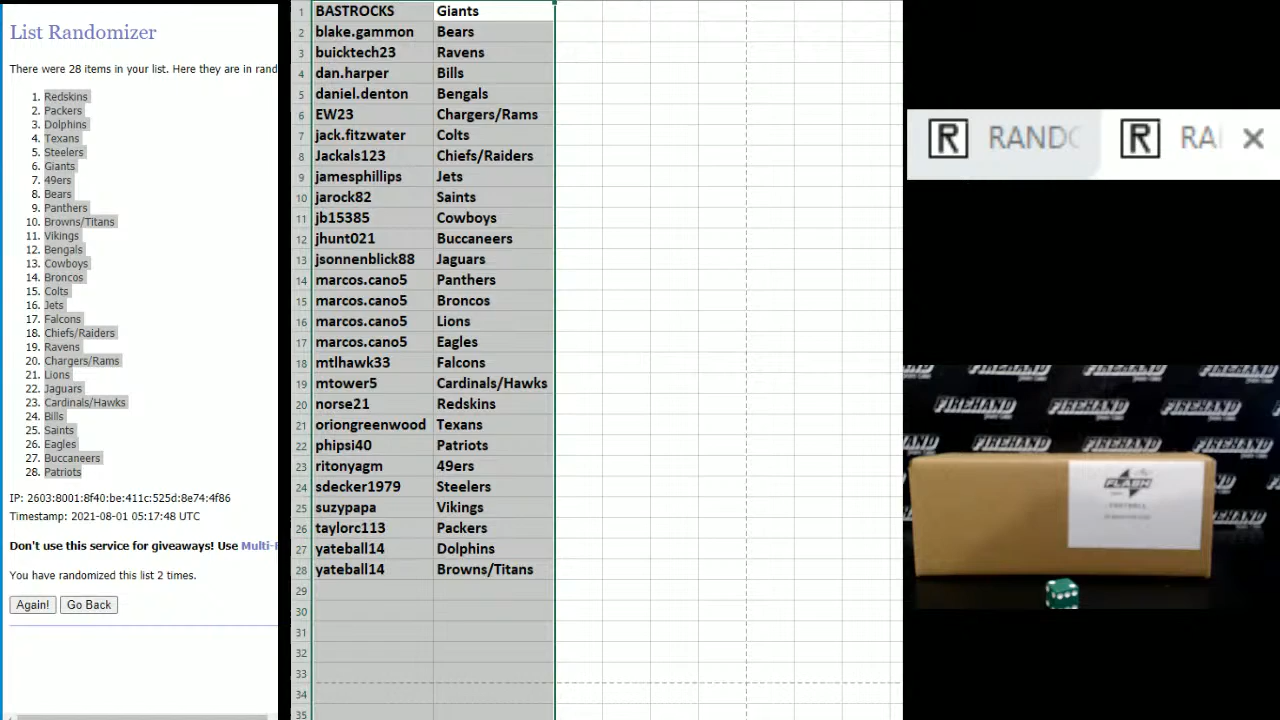 List Randomizer
There were 28 items in your list. Here they are in rand
1. Redskins
2. Packers
3. Dolphins
4. Texans
5. Steelers
6. Giants
7. 49ers
8. Bears
9. Panthers
10. Browns/Titans
11. Vikings
12. Bengals
13. Cowboys
14. Broncos
15. Colts
16. Jets
17. Falcons
18. Chiefs/Raiders
19. Ravens
20. Chargers/Rams
21. Lions
22. Jaguars
23. Cardinals/Hawks
24. Bills
25. Saints
26. Eagles
27. Buccaneers
28. Patriots
IP: 2603:8001:8f40:be:411c:525d:8e74:4f86
Timestamp: 2021-08-01 05:17:48 UTC
Don't use this service for giveaways! Use Multi-
You have randomized this list 2 times.
Again! Go Back
1 BASTROCKS Giants
2 blake.gammon Bears
3 buicktech23 Ravens
4 dan.harper Bills
5 daniel.denton Bengals
6 EW23 Chargers/Rams
7 jack.fitzwater Colts
8 Jackals123 Chiefs/Raiders
9 jamesphillips Jets
10 jarock82 Saints
11 jb15385 Cowboys
12 jhunt021 Buccaneers
13 jsonnenblick88 Jaguars
14 marcos.cano5 Panthers
15 marcos.cano5 Broncos
16 marcos.cano5 Lions
17 marcos.cano5 Eagles
18 mtlhawk33 Falcons
19 mtower5 Cardinals/Hawks
20 norse21 Redskins
21 oriongreenwood Texans
22 phipsi40 Patriots
23 ritonyagm 49ers
24 sdecker1979 Steelers
25 suzypapa Vikings
26 taylorc113 Packers
27 yateball14 Dolphins
28 yateball14 Browns/Titans
29
30
31
32
33
34
35
R RANDO R RA
FIREHAND FIREHAND FIREHAND
FIREHAND FIREHAND FIREHAND
FLASH
FOOTBALL